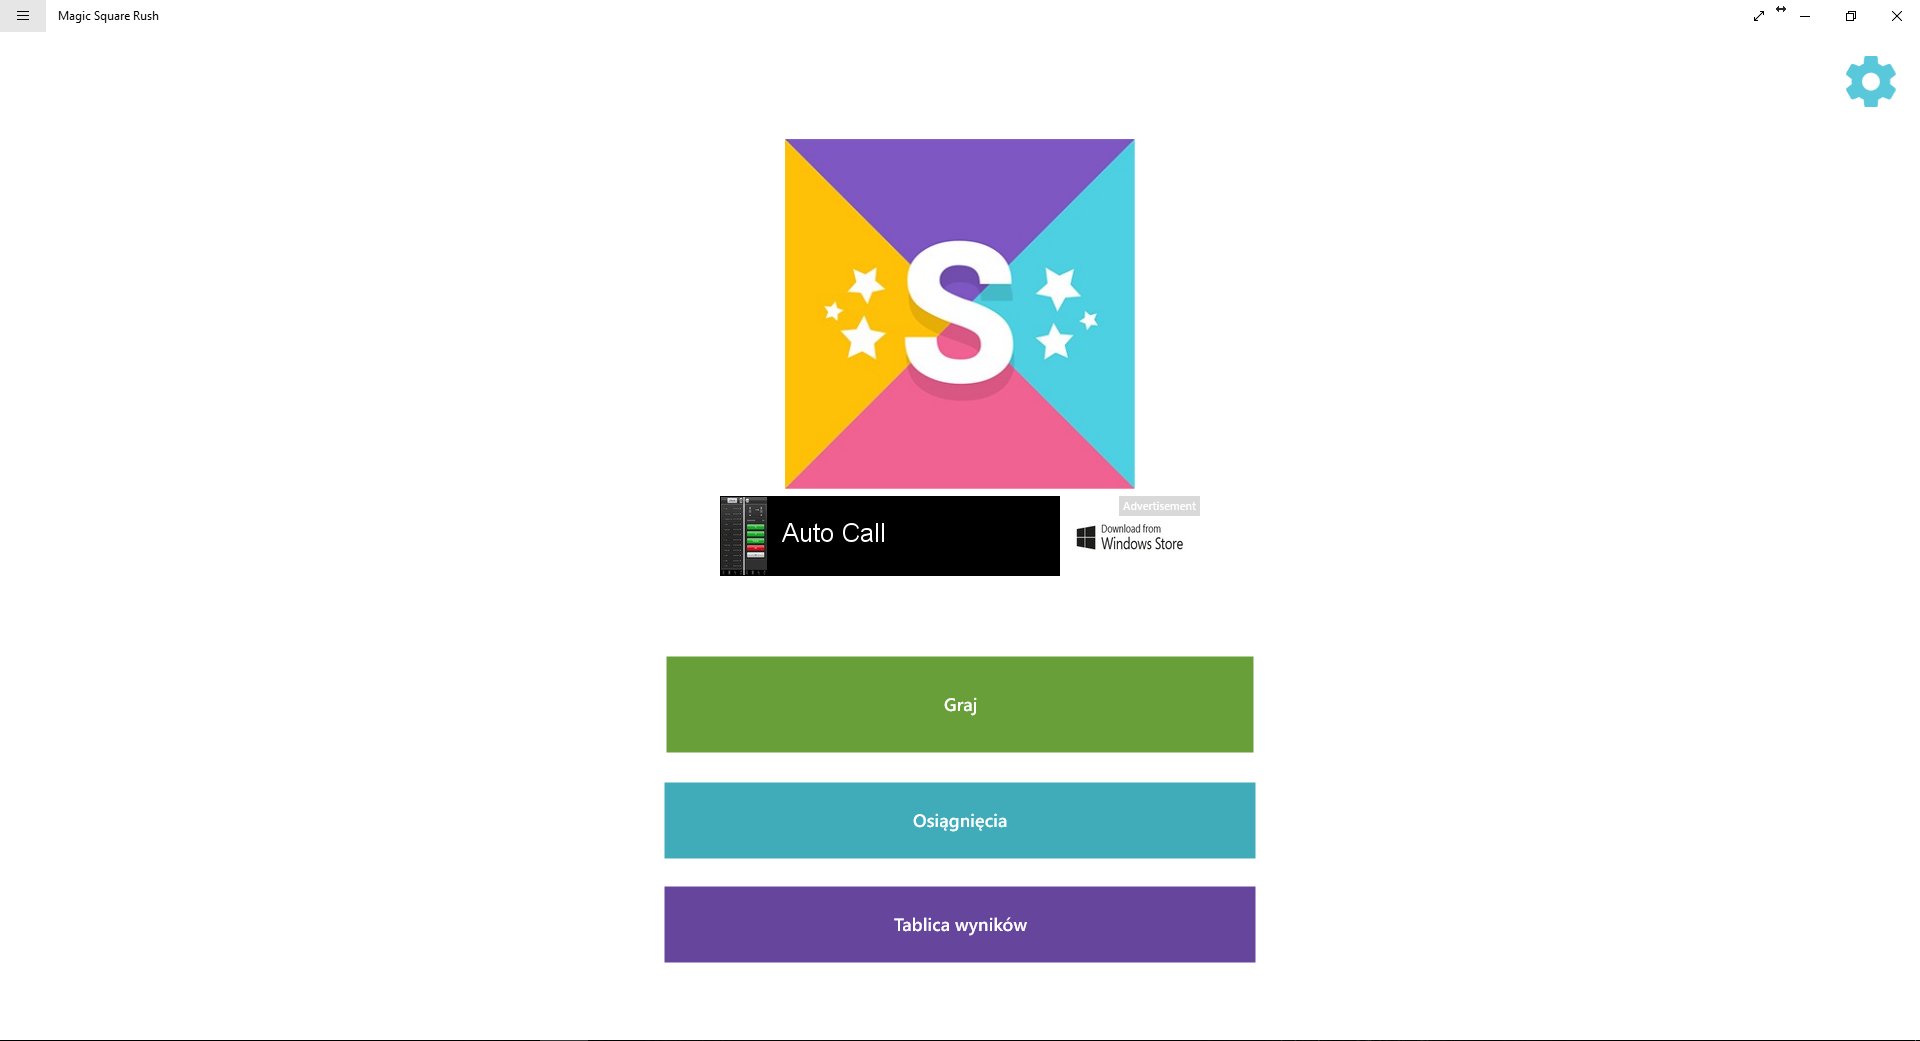 Magic Square Rush
S
Advertisement
Auto Call
Download from
Windows Store
Graj
Osiągnięcia
Tablica wyników